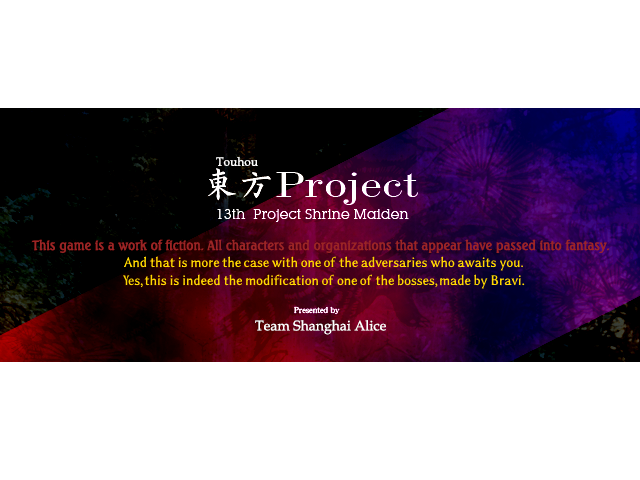 Touhou
東方Project
13th Project Shrine Maiden
This game is a work of fiction. All characters and organizations that appear have passed into fantasy.
And that is more the case with one of the adversaries who awaits you.
Yes, this is indeed the modification of one of the bosses, made by Bravi.
Presented by
Team Shanghai Alice